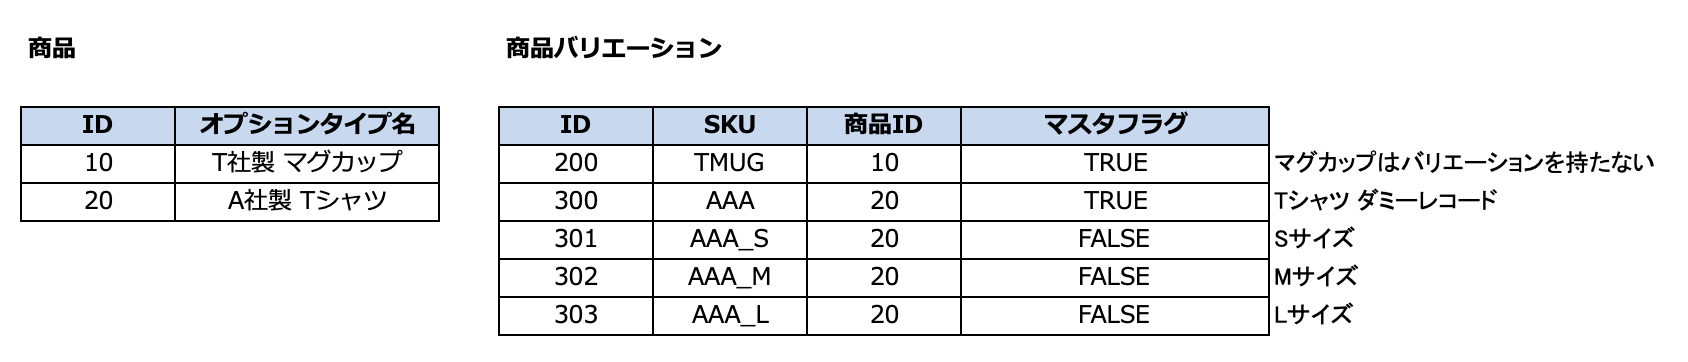 商品
商品バリエーション
ID オプションタイプ名
10 T社製 マグカップ
20 A社製 Tシャツ
ID SKU 商品ID マスタフラグ
200 TMUG 10 TRUE マグカップはバリエーションを持たない
300 AAA 20 TRUE Tシャツ ダミーレコード
301 AAA_S 20 FALSE Sサイズ
302 AAA_M 20 FALSE Mサイズ
303 AAA_L 20 FALSE Lサイズ